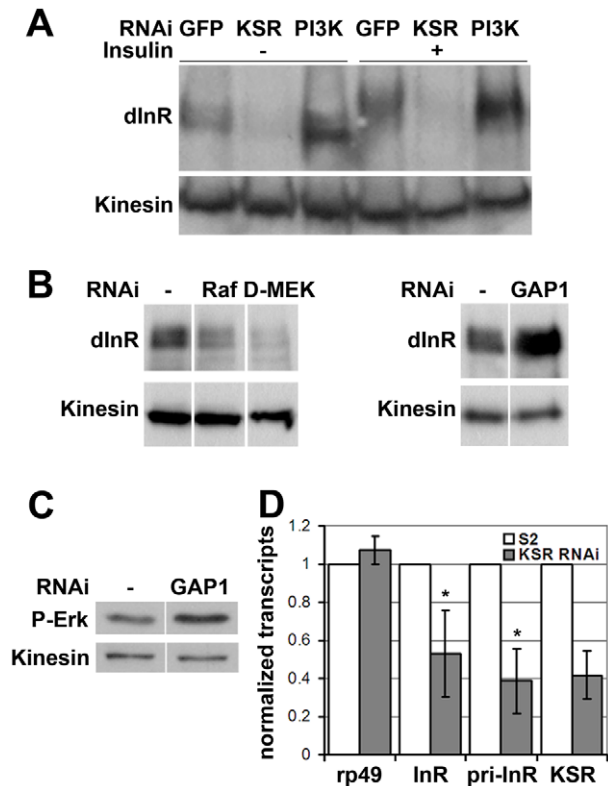 A
RNAi GFP KSR PI3K GFP KSR PI3K
Insulin - +
dInR
Kinesin
B
RNAi - Raf D-MEK
dInR
Kinesin
RNAi - GAP1
dInR
Kinesin
C
RNAi - GAP1
P-Erk
Kinesin
D
normalized transcripts
1.2
1
0.8
0.6
0.4
0.2
0
S2
KSR RNAi
* *
rp49 InR pri-InR KSR